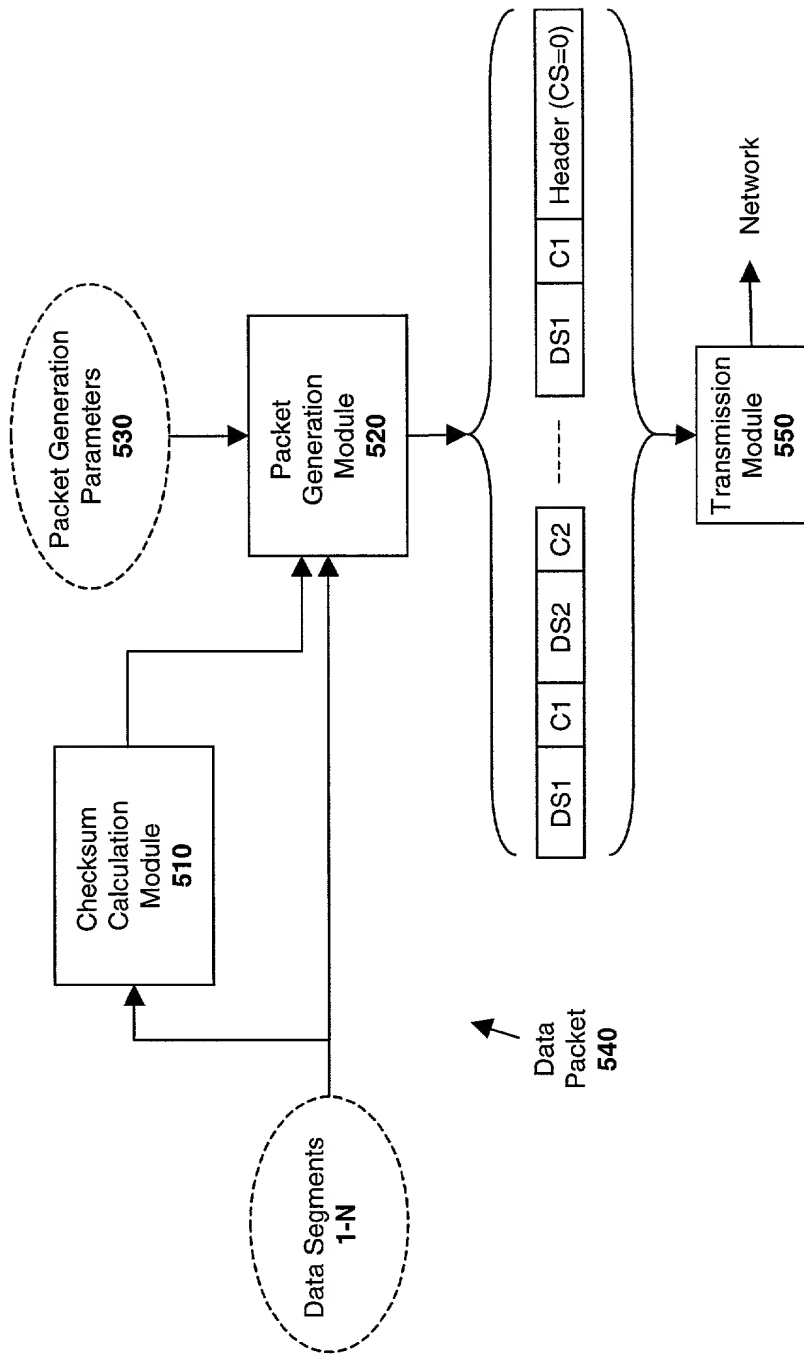 Packet Generation
Parameters
530
Checksum
Calculation
Module
510
Packet
Generation
Module
520
Data Segments
1-N
Data
Packet
540
DS1 C1 DS2 C2 ----- DS1 C1 Header (CS=0)
Transmission
Module
550
Network